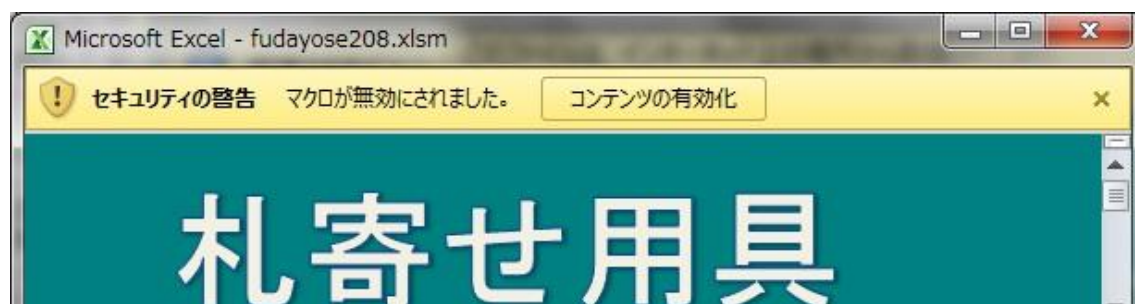 Microsoft Excel - fudayose208.xlsm
セキュリティの警告 マクロが無効にされました。 コンテンツの有効化
札寄せ用具